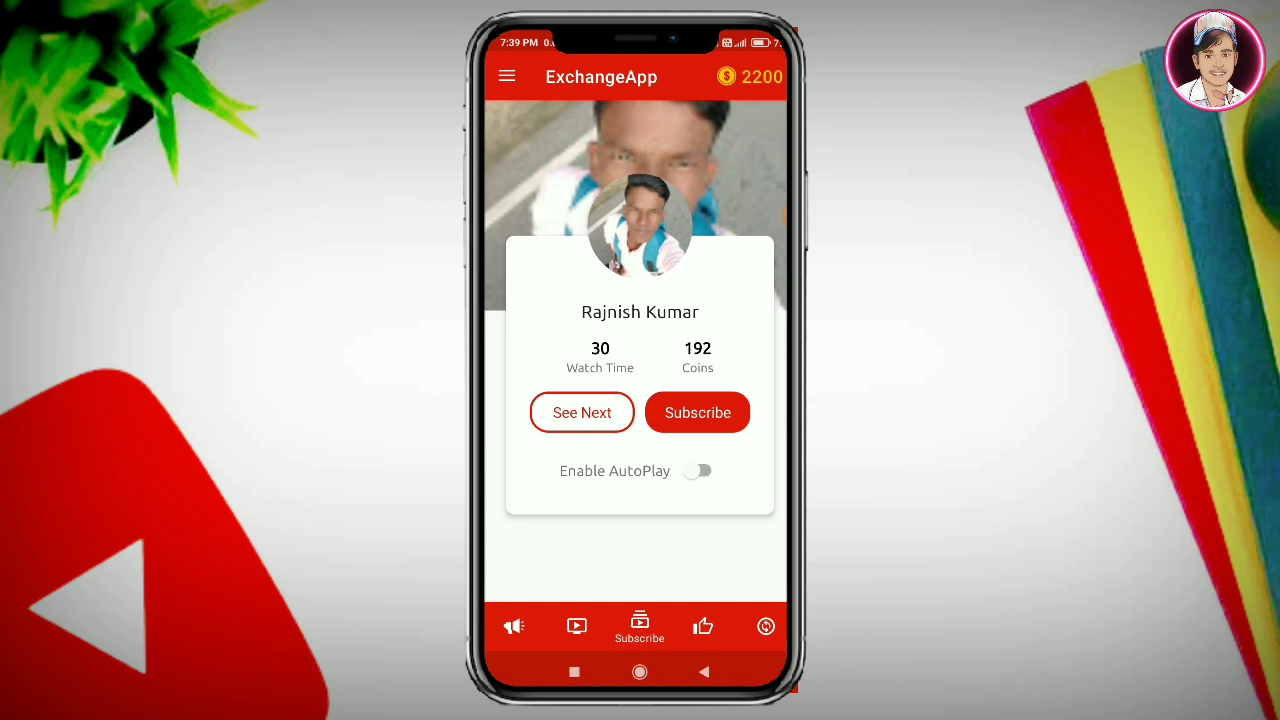 7:39 PM
ExchangeApp
2200
Rajnish Kumar
30
192
Watch Time
Coins
See Next
Subscribe
Enable AutoPlay
Subscribe